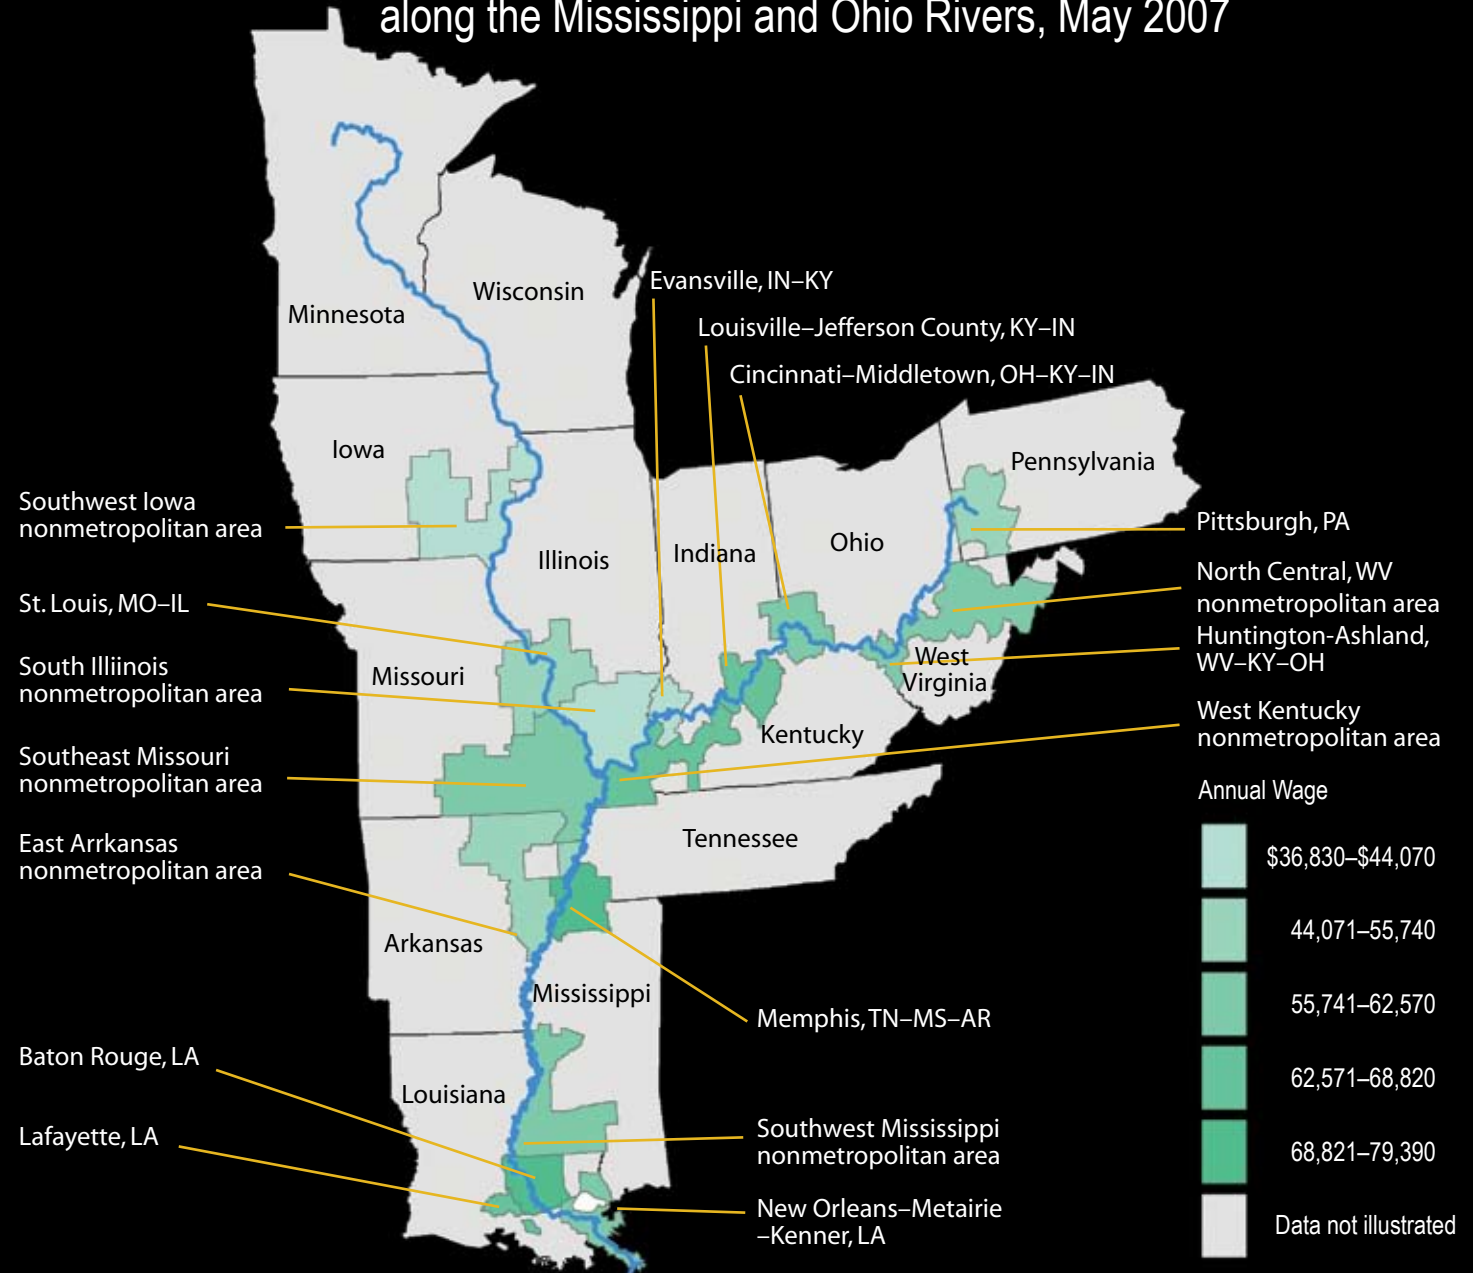 along the Mississippi and Ohio Rivers, May 2007
Evansville, IN–KY
Wisconsin
Minnesota
Louisville–Jefferson County, KY–IN
Cincinnati–Middletown, OH–KY–IN
Iowa
Pennsylvania
Southwest Iowa
nonmetropolitan area
Pittsburgh, PA
Illinois
Indiana
Ohio
North Central, WV
nonmetropolitan area
St. Louis, MO–IL
Huntington-Ashland,
WV–KY–OH
South Illiinois
nonmetropolitan area
Missouri
West
Virginia
West Kentucky
nonmetropolitan area
Kentucky
Southeast Missouri
nonmetropolitan area
Annual Wage
East Arrkansas
nonmetropolitan area
Tennessee
$36,830–$44,070
44,071–55,740
Arkansas
Mississippi
55,741–62,570
Memphis, TN–MS–AR
Baton Rouge, LA
62,571–68,820
Louisiana
Lafayette, LA
Southwest Mississippi
nonmetropolitan area
68,821–79,390
New Orleans–Metairie
–Kenner, LA
Data not illustrated